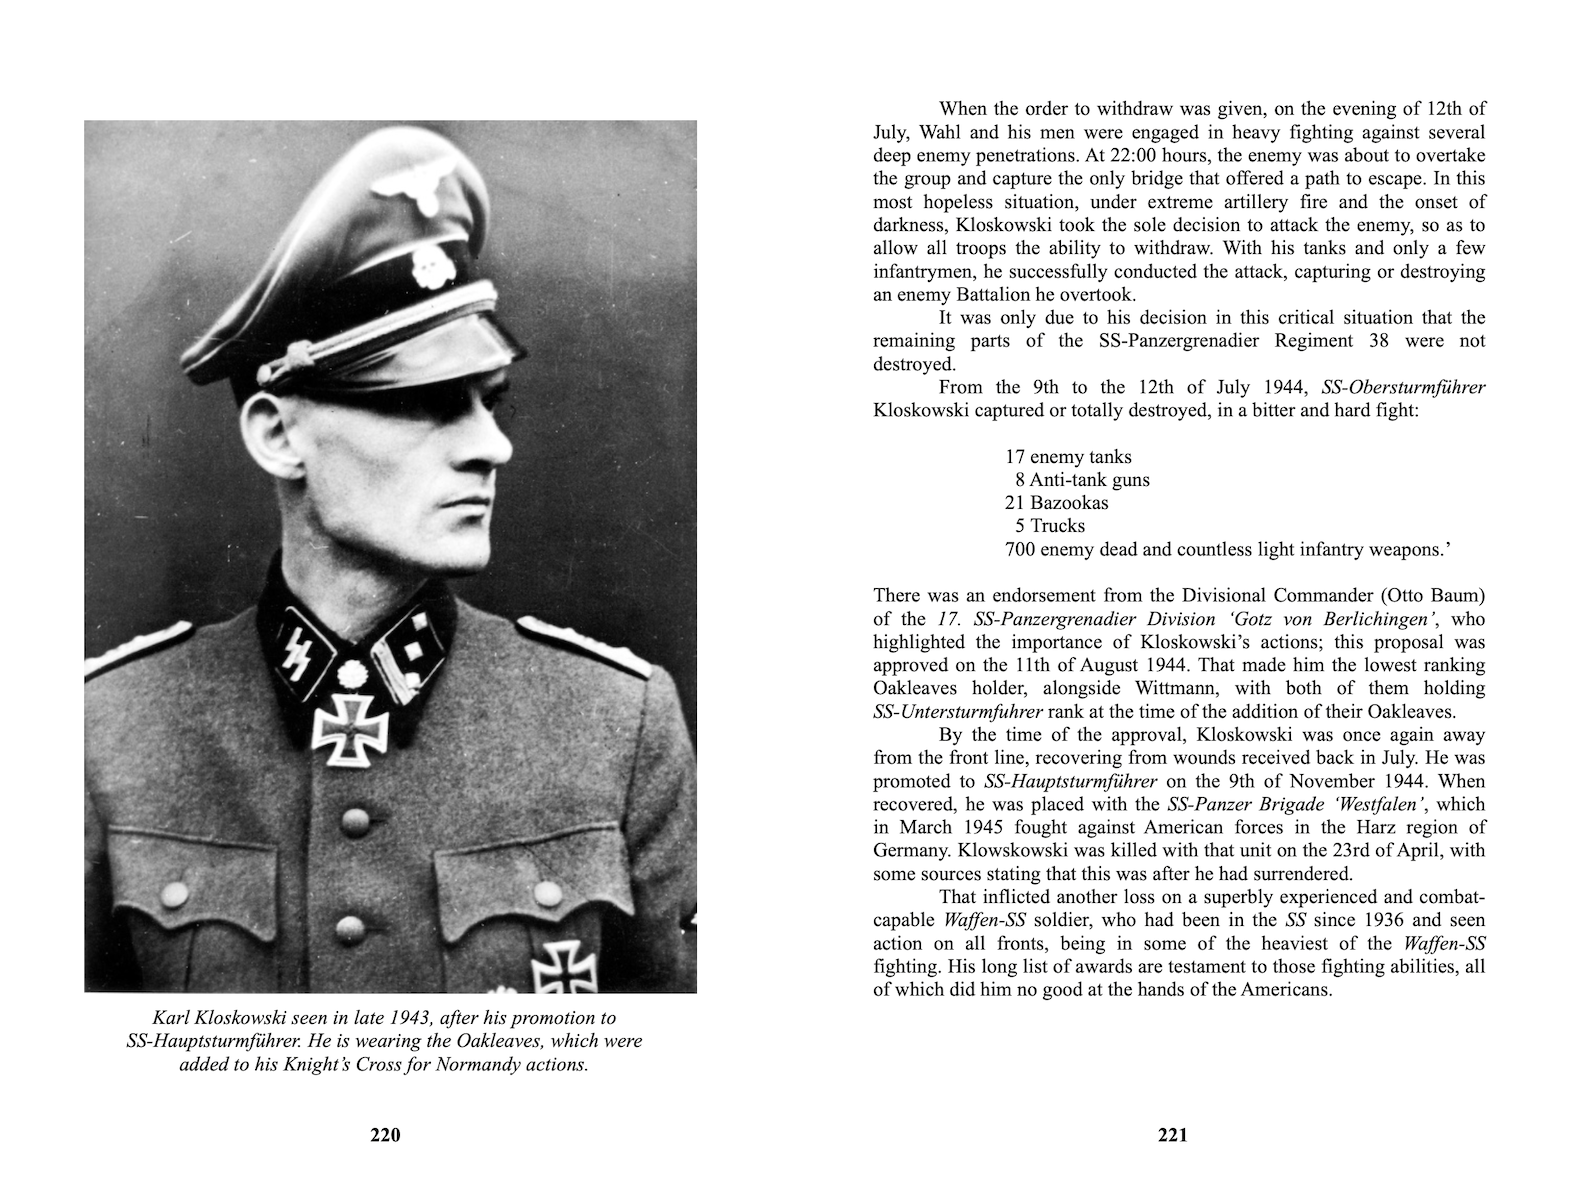 Karl Kloskowski seen in late 1943, after his promotion to
SS-Hauptsturmführer. He is wearing the Oakleaves, which were
added to his Knight’s Cross for Normandy actions.
220
When the order to withdraw was given, on the evening of 12th of
July, Wahl and his men were engaged in heavy fighting against several
deep enemy penetrations. At 22:00 hours, the enemy was about to overtake
the group and capture the only bridge that offered a path to escape. In this
most hopeless situation, under extreme artillery fire and the onset of
darkness, Kloskowski took the sole decision to attack the enemy, so as to
allow all troops the ability to withdraw. With his tanks and only a few
infantrymen, he successfully conducted the attack, capturing or destroying
an enemy Battalion he overtook.
It was only due to his decision in this critical situation that the
remaining parts of the SS-Panzergrenadier Regiment 38 were not
destroyed.
From the 9th to the 12th of July 1944, SS-Obersturmführer
Kloskowski captured or totally destroyed, in a bitter and hard fight:
17 enemy tanks
8 Anti-tank guns
21 Bazookas
5 Trucks
700 enemy dead and countless light infantry weapons.’
There was an endorsement from the Divisional Commander (Otto Baum)
of the 17. SS-Panzergrenadier Division ‘Gotz von Berlichingen’, who
highlighted the importance of Kloskowski’s actions; this proposal was
approved on the 11th of August 1944. That made him the lowest ranking
Oakleaves holder, alongside Wittmann, with both of them holding
SS-Untersturmfuhrer rank at the time of the addition of their Oakleaves.
By the time of the approval, Kloskowski was once again away
from the front line, recovering from wounds received back in July. He was
promoted to SS-Hauptsturmführer on the 9th of November 1944. When
recovered, he was placed with the SS-Panzer Brigade ‘Westfalen’, which
in March 1945 fought against American forces in the Harz region of
Germany. Klowskowski was killed with that unit on the 23rd of April, with
some sources stating that this was after he had surrendered.
That inflicted another loss on a superbly experienced and combat-
capable Waffen-SS soldier, who had been in the SS since 1936 and seen
action on all fronts, being in some of the heaviest of the Waffen-SS
fighting. His long list of awards are testament to those fighting abilities, all
of which did him no good at the hands of the Americans.
221